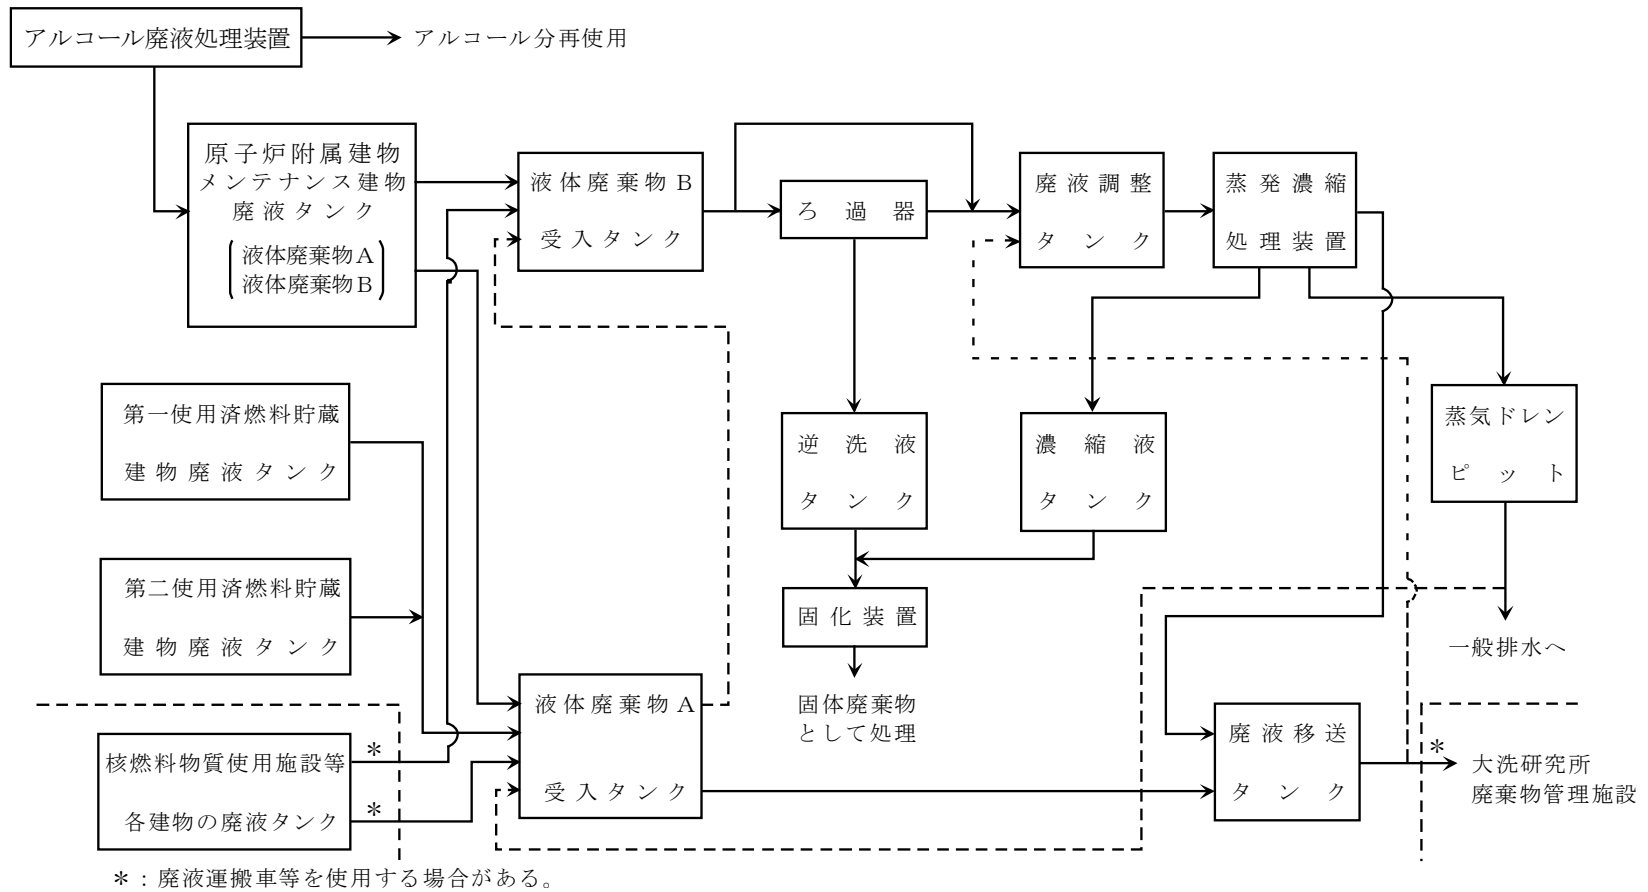 アルコール廃液処理装置
アルコール分再使用
原子炉附属建物
メンテナンス建物
廃液タンク
液体廃棄物A
液体廃棄物B
液体廃棄物B
受入タンク
ろ過器
廃液調整
タンク
蒸発濃縮
処理装置
第一使用済燃料貯蔵
建物廃液タンク
逆洗液
タンク
濃縮液
タンク
蒸気ドレン
ピット
第二使用済燃料貯蔵
建物廃液タンク
固化装置
一般排水へ
固体廃棄物
として処理
液体廃棄物A
受入タンク
廃液移送
タンク
核燃料物質使用施設等
各建物の廃液タンク
*
*
*
大洗研究所
廃棄物管理施設
*:廃液運搬車等を使用する場合がある。